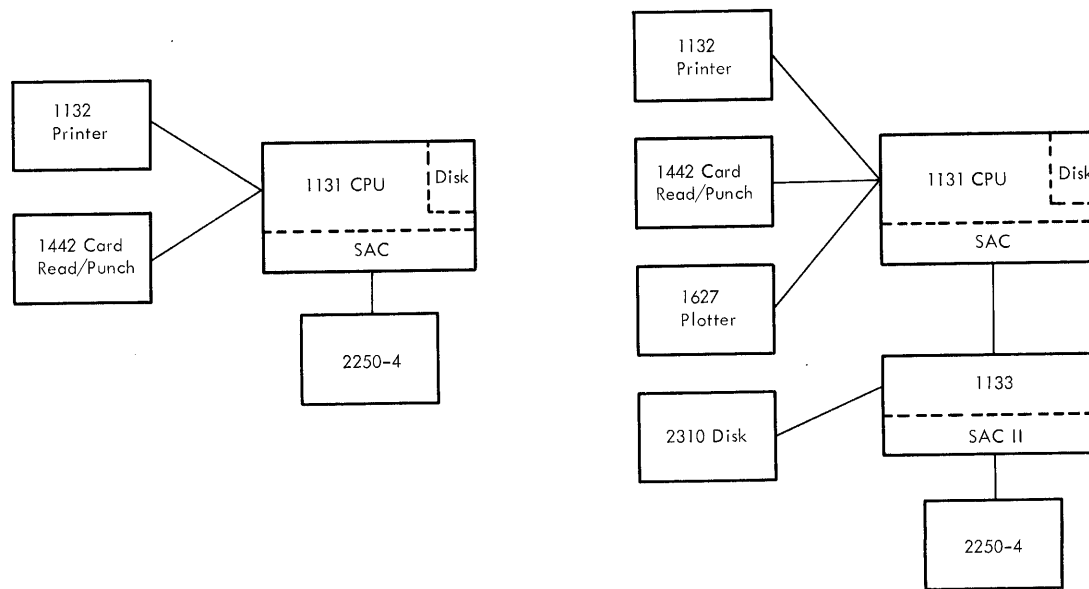 1132
Printer
1442 Card
Read/Punch
1131 CPU
Disk
SAC
2250-4
1132
Printer
1442 Card
Read/Punch
1627
Plotter
2310 Disk
1131 CPU
Disk
SAC
1133
SAC II
2250-4